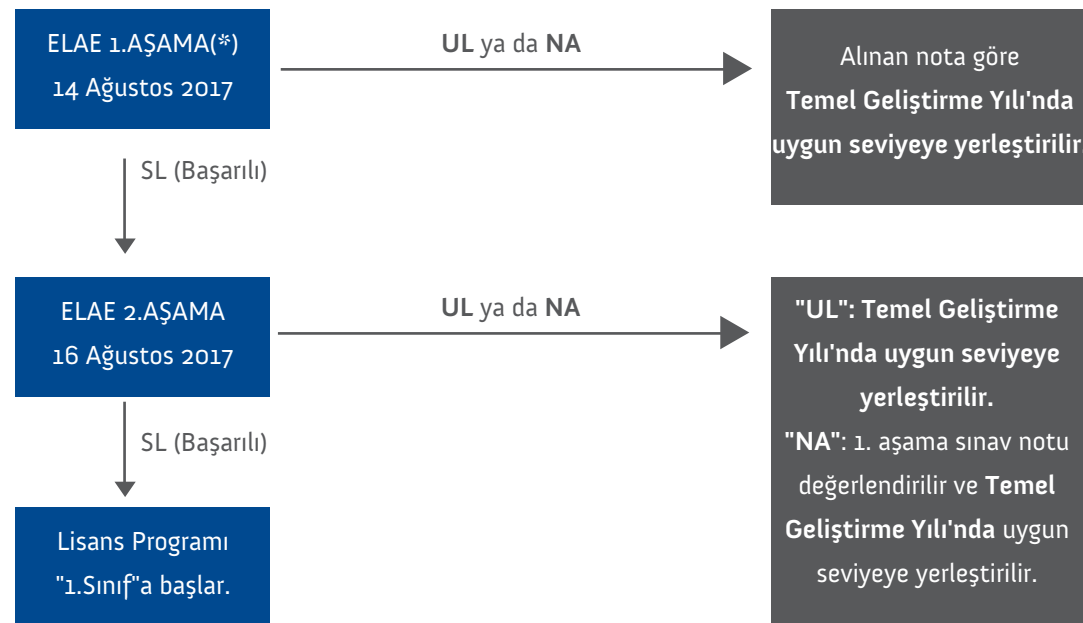 ELAE 1.AŞAMA(*)
14 Ağustos 2017
UL ya da NA
Alınan nota göre
Temel Geliştirme Yılı'nda
uygun seviyeye yerleştirilir.
SL (Başarılı)
ELAE 2.AŞAMA
16 Ağustos 2017
UL ya da NA
"UL": Temel Geliştirme
Yılı'nda uygun seviyeye
yerleştirilir.
"NA": 1. aşama sınav notu
değerlendirilir ve Temel
Geliştirme Yılı'nda uygun
seviyeye yerleştirilir.
SL (Başarılı)
Lisans Programı
"1.Sınıf"a başlar.